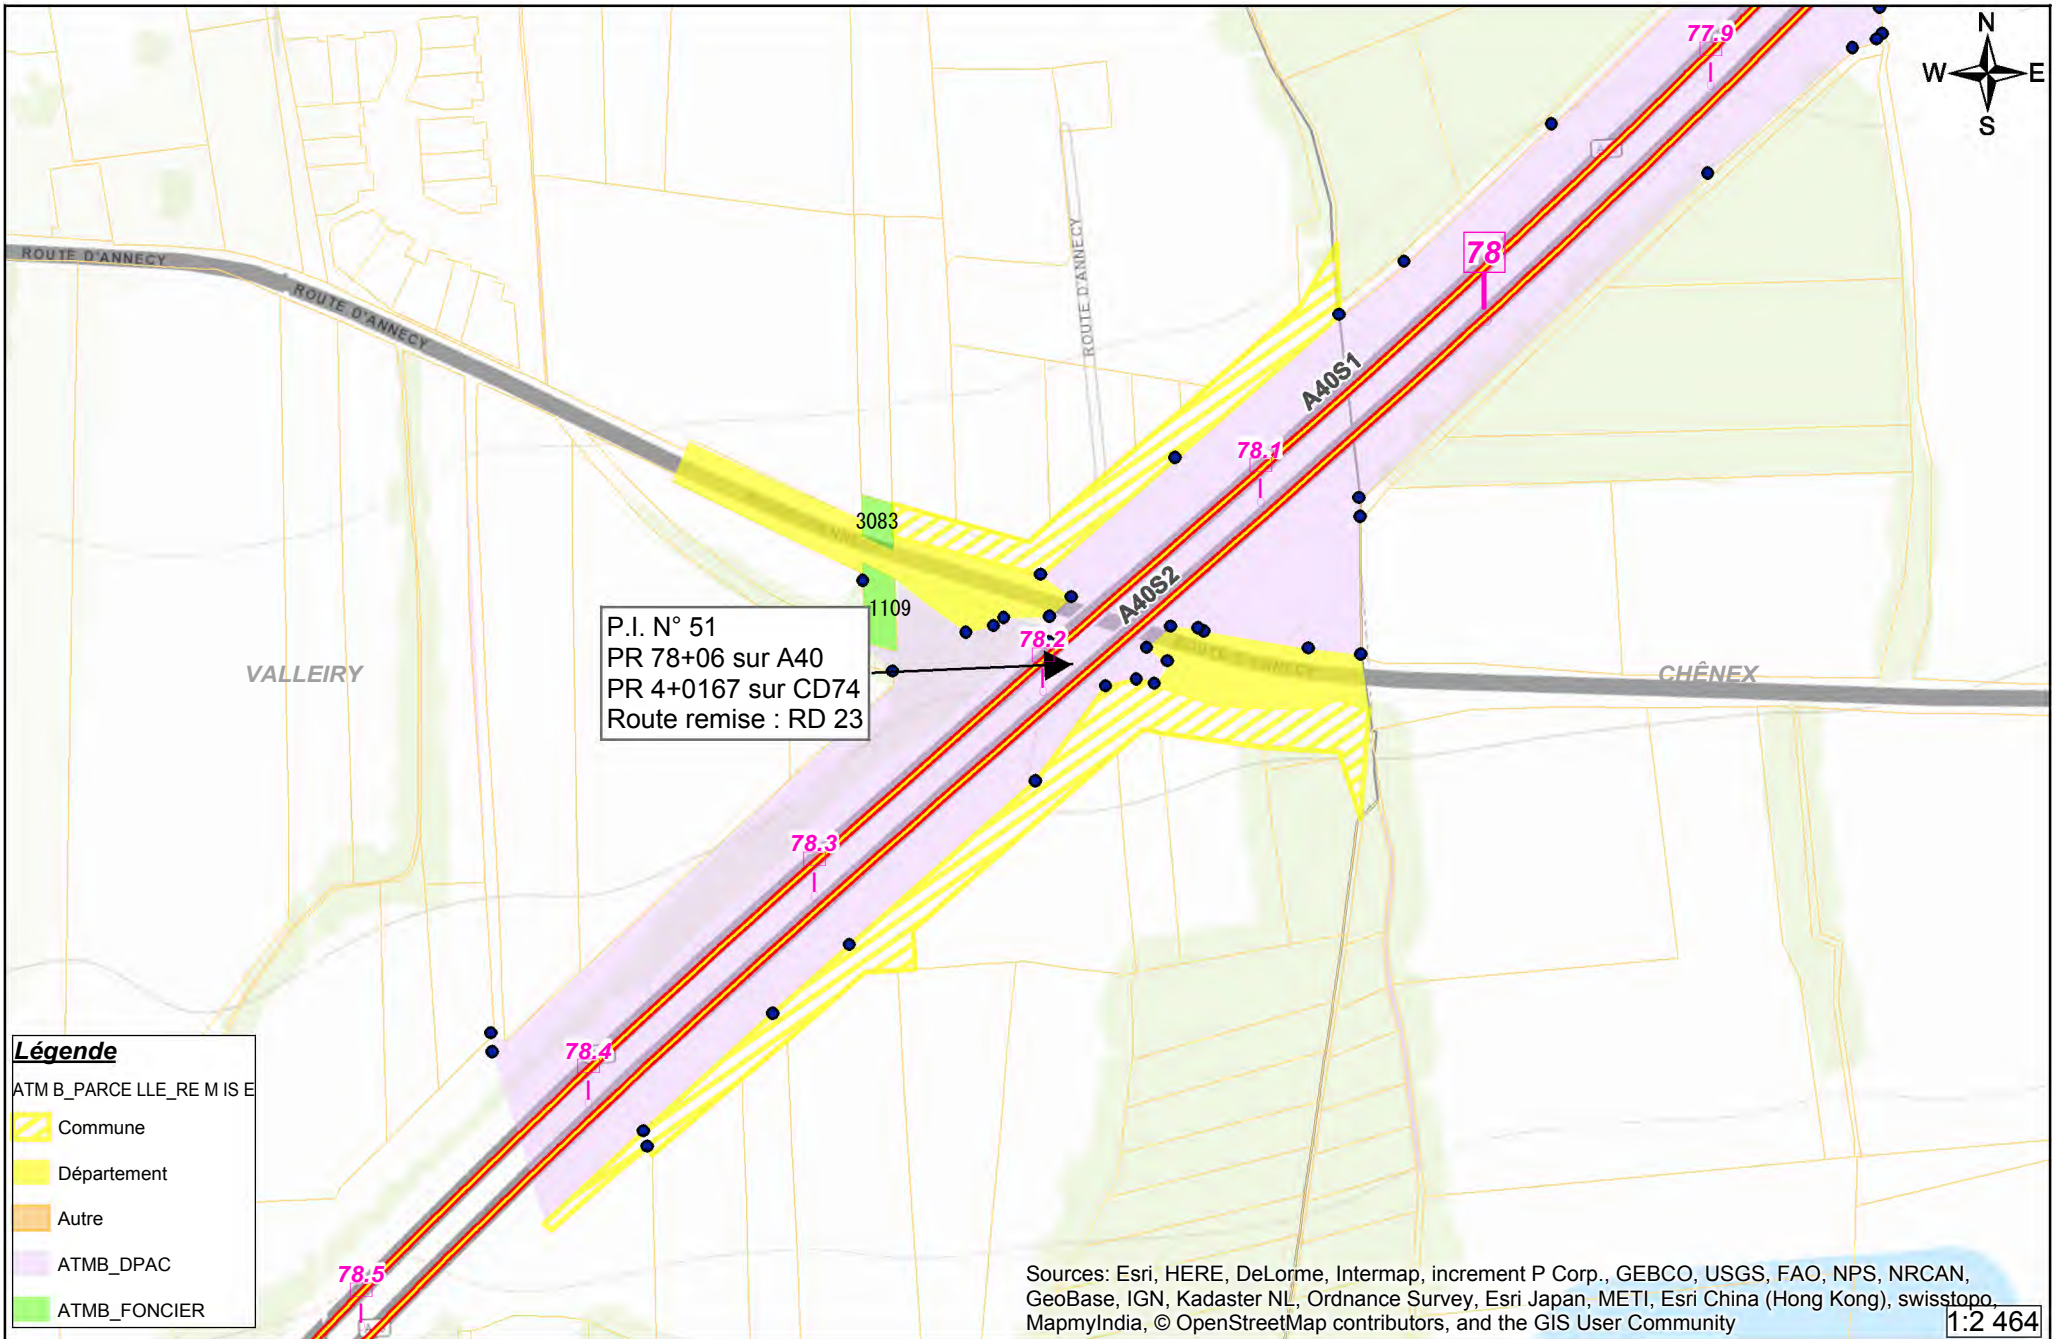 77.9
N
W E
S
ROUTE D'ANNECY
ROUTE D'ANNECY
ROUTE D'ANNECY
78
A40S1
78.1
3083
1109
A40S2
P.I. N° 51
PR 78+06 sur A40
PR 4+0167 sur CD74
Route remise : RD 23
78.2
VALLEIRY
CHÊNEX
78.3
78.4
78.5
Légende
ATM B_PARCE LLE_RE M IS E
Commune
Département
Autre
ATMB_DPAC
ATMB_FONCIER
Sources: Esri, HERE, DeLorme, Intermap, increment P Corp., GEBCO, USGS, FAO, NPS, NRCAN,
GeoBase, IGN, Kadaster NL, Ordnance Survey, Esri Japan, METI, Esri China (Hong Kong), swisstopo,
MapmyIndia, © OpenStreetMap contributors, and the GIS User Community
1:2 464